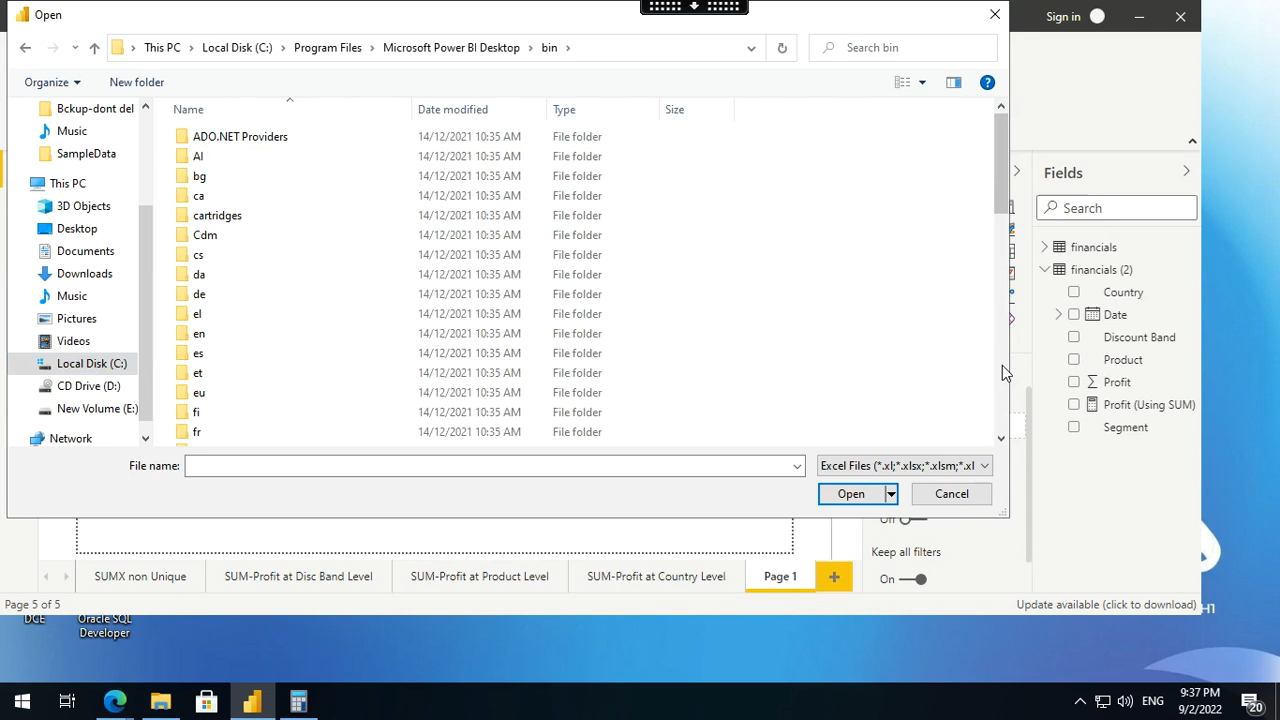 Open
Sign in
This PC
Local Disk (C:)
Program Files
Microsoft Power BI Desktop
bin
Search bin
Organize
New folder
?
Bckup-dont del
Music
SampleData
This PC
3D Objects
Desktop
Documents
Downloads
Music
Pictures
Videos
Local Disk (C:)
CD Drive (D:)
New Volume (E:)
Network
Name Date modified Type Size
ADO.NET Providers 14/12/2021 10:35 AM File folder
AI 14/12/2021 10:35 AM File folder
bg 14/12/2021 10:35 AM File folder
ca 14/12/2021 10:35 AM File folder
cartridges 14/12/2021 10:35 AM File folder
Cdm 14/12/2021 10:35 AM File folder
cs 14/12/2021 10:35 AM File folder
da 14/12/2021 10:35 AM File folder
de 14/12/2021 10:35 AM File folder
el 14/12/2021 10:35 AM File folder
en 14/12/2021 10:35 AM File folder
es 14/12/2021 10:35 AM File folder
et 14/12/2021 10:35 AM File folder
eu 14/12/2021 10:35 AM File folder
fi 14/12/2021 10:35 AM File folder
fr 14/12/2021 10:35 AM File folder
File name:
Excel Files (*.xl;*.xlsx;*.xlsm;*.xl
Open
Cancel
Fields
Search
financials
financials (2)
Country
Date
Discount Band
Product
Profit
Profit (Using SUM)
Segment
Off
Keep all filters
On
SUMX non Unique
SUM-Profit at Disc Band Level
SUM-Profit at Product Level
SUM-Profit at Country Level
Page 1
+
Page 5 of 5
Update available (click to download)
H1
DCE
Oracle SQL
Developer
ENG
9:37 PM
9/2/2022
20